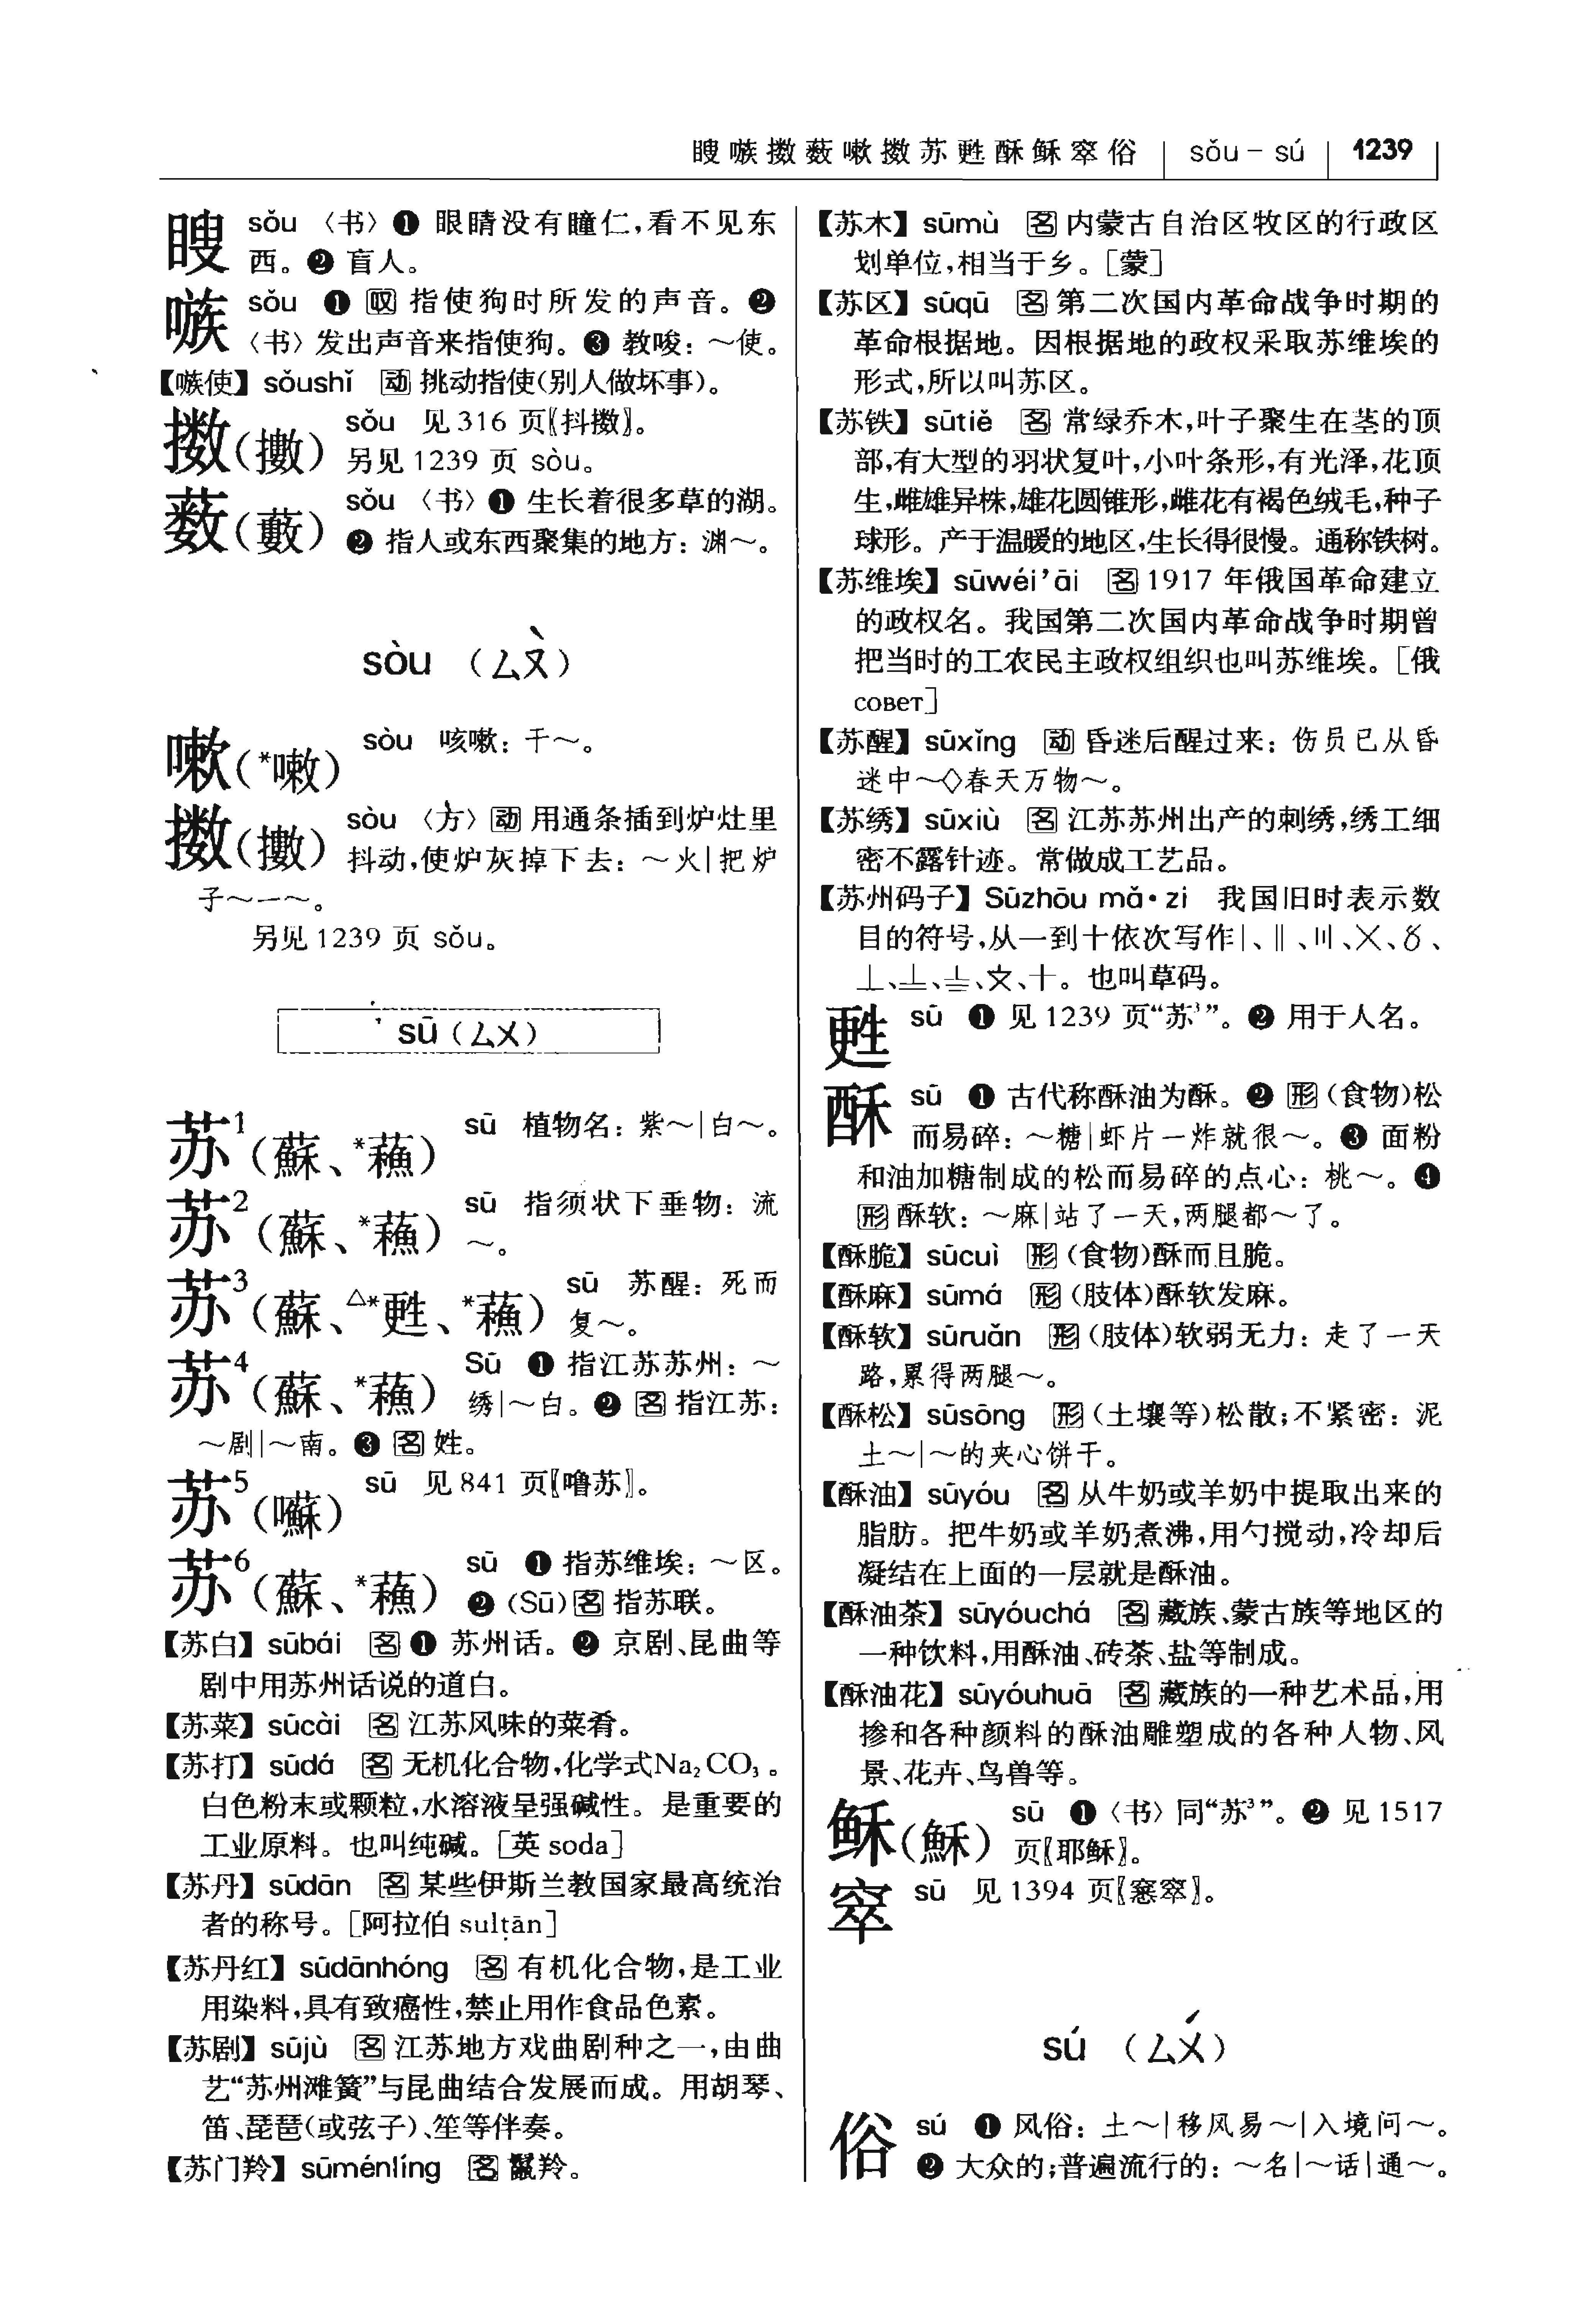 瞍嗾擞薮嗽擞苏甦酥稣窣俗 sǒu－sú 1239
瞍 sǒu 〈书〉❶ 眼睛没有瞳仁,看不见东
西。❷ 盲人。
嗾 sǒu ❶ 叹 指使狗时所发的声音。❷
〈书〉发出声音来指使狗。❸ 教唆：～使。
【嗾使】sǒushǐ 动 挑动指使(别人做坏事)。
擞(擻) sǒu 见 316 页〖抖擞〗。
另见 1239 页 sòu。
薮(藪) sǒu 〈书〉❶ 生长着很多草的湖。
❷ 指人或东西聚集的地方：渊～。
sòu （ㄙㄡˋ）
嗽(*嗽) sòu 咳嗽：干～。
擞(擻) sòu 〈方〉动 用通条插到炉灶里
抖动,使炉灰掉下去：～火|把炉
子～一～。
另见 1239 页 sǒu。
sū（ㄙㄨ）
苏¹(蘇、*蘓) sū 植物名：紫～|白～。
苏²(蘇、*蘓) sū 指须状下垂物：流
～。
苏³(蘇、△*甦、*蘓) sū 苏醒：死而
复～。
苏⁴(蘇、*蘓) Sū ❶ 指江苏苏州：～
绣|～白。❷ 名 指江苏：
～剧|～南。❸ 名 姓。
苏⁵(囌) sū 见 841 页〖噜苏〗。
苏⁶(蘇、*蘓) sū ❶ 指苏维埃：～区。
❷ (Sū) 名 指苏联。
【苏白】sūbái 名 ❶ 苏州话。❷ 京剧、昆曲等
剧中用苏州话说的道白。
【苏菜】sūcài 名 江苏风味的菜肴。
【苏打】sūdá 名 无机化合物,化学式Na₂CO₃。
白色粉末或颗粒,水溶液呈强碱性。是重要的
工业原料。也叫纯碱。[英 soda]
【苏丹】sūdān 名 某些伊斯兰教国家最高统治
者的称号。[阿拉伯 sulṭān]
【苏丹红】sūdānhóng 名 有机化合物,是工业
用染料,具有致癌性,禁止用作食品色素。
【苏剧】sūjù 名 江苏地方戏曲剧种之一,由曲
艺“苏州滩簧”与昆曲结合发展而成。用胡琴、
笛、琵琶(或弦子)、笙等伴奏。
【苏门羚】sūménlíng 名 鬣羚。
【苏木】sūmù 名 内蒙古自治区牧区的行政区
划单位,相当于乡。[蒙]
【苏区】sūqū 名 第二次国内革命战争时期的
革命根据地。因根据地的政权采取苏维埃的
形式,所以叫苏区。
【苏铁】sūtiě 名 常绿乔木,叶子聚生在茎的顶
部,有大型的羽状复叶,小叶条形,有光泽,花顶
生,雌雄异株,雄花圆锥形,雌花有褐色绒毛,种子
球形。产于温暖的地区,生长得很慢。通称铁树。
【苏维埃】sūwéi’āi 名 1917 年俄国革命建立
的政权名。我国第二次国内革命战争时期曾
把当时的工农民主政权组织也叫苏维埃。[俄
совет]
【苏醒】sūxǐng 动 昏迷后醒过来：伤员已从昏
迷中～◇春天万物～。
【苏绣】sūxiù 名 江苏苏州出产的刺绣,绣工细
密不露针迹。常做成工艺品。
【苏州码子】Sūzhōu mǎ·zi 我国旧时表示数
目的符号,从一到十依次写作〡、〢、〣、〤、〥、
〦、〧、〨、〩、十。也叫草码。
甦 sū ❶ 见 1239 页“苏³”。❷ 用于人名。
酥 sū ❶ 古代称酥油为酥。❷ 形 (食物)松
而易碎：～糖|虾片一炸就很～。❸ 面粉
和油加糖制成的松而易碎的点心：桃～。❹
形 酥软：～麻|站了一天,两腿都～了。
【酥脆】sūcuì 形 (食物)酥而且脆。
【酥麻】sūmá 形 (肢体)酥软发麻。
【酥软】sūruǎn 形 (肢体)软弱无力：走了一天
路,累得两腿～。
【酥松】sūsōng 形 (土壤等)松散;不紧密：泥
土～|～的夹心饼干。
【酥油】sūyóu 名 从牛奶或羊奶中提取出来的
脂肪。把牛奶或羊奶煮沸,用勺搅动,冷却后
凝结在上面的一层就是酥油。
【酥油茶】sūyóuchá 名 藏族、蒙古族等地区的
一种饮料,用酥油、砖茶、盐等制成。
【酥油花】sūyóuhuā 名 藏族的一种艺术品,用
掺和各种颜料的酥油雕塑成的各种人物、风
景、花卉、鸟兽等。
稣(穌) sū ❶〈书〉同“苏³”。❷ 见 1517
页〖耶稣〗。
窣 sū 见 1394 页〖窸窣〗。
sú （ㄙㄨˊ）
俗 sú ❶ 风俗：土～|移风易～|入境问～。
❷ 大众的;普遍流行的：～名|～话|通～。